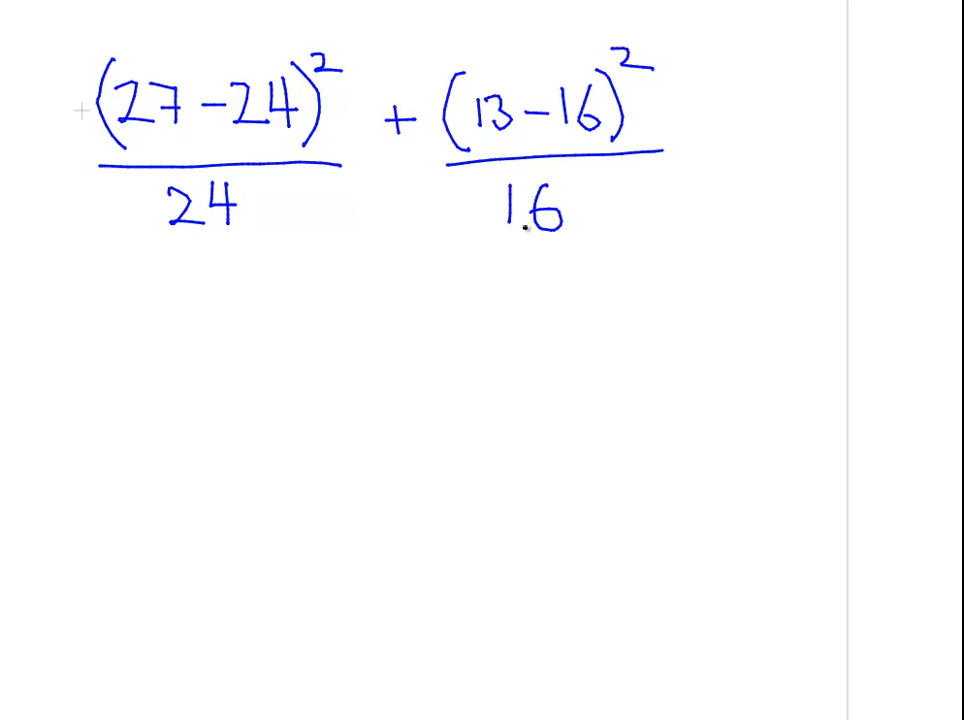 (27-24)² + (13-16)²
24 16